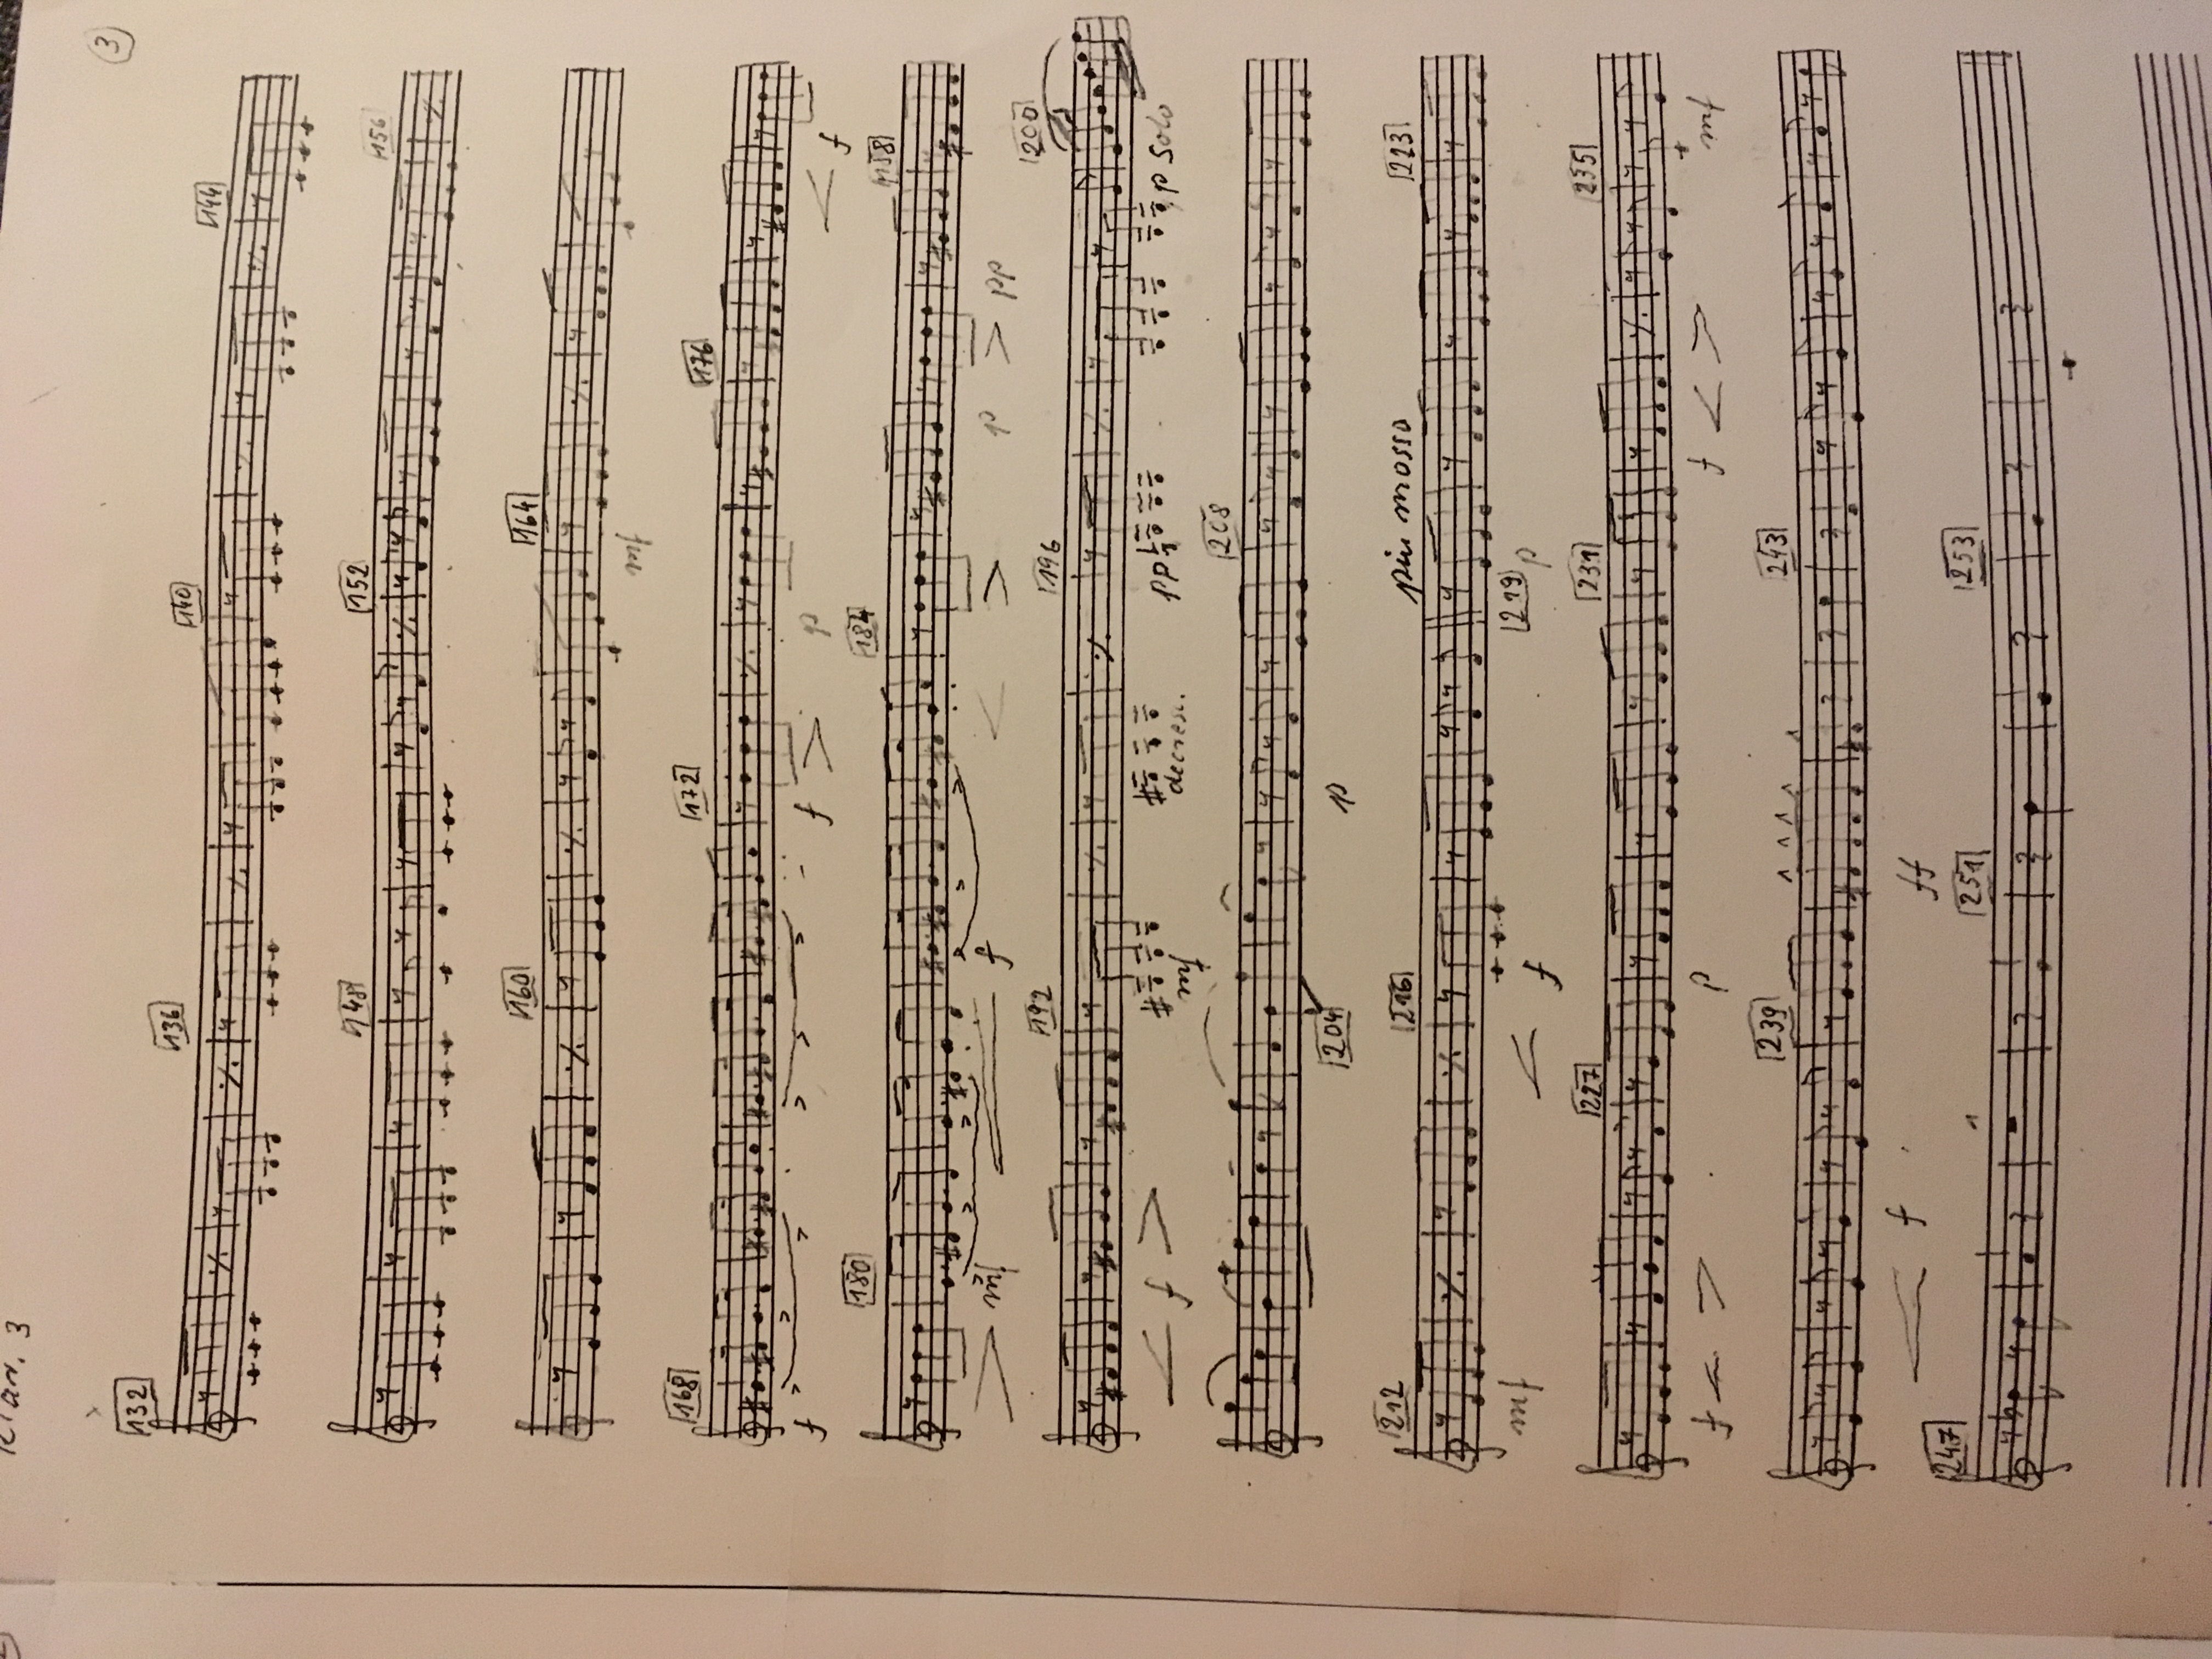 Klar. 3
3
132 136 140 144
148 152 156
160 164
mf
168 172 176
f f p f
180 184 158
mf f p pp
192 196 200
mf decresc. pp p solo
208
204 p
212 216 più mosso 223
mf f 219 p
227 231 235
f p f mf
239 243
f ff
247 251 253